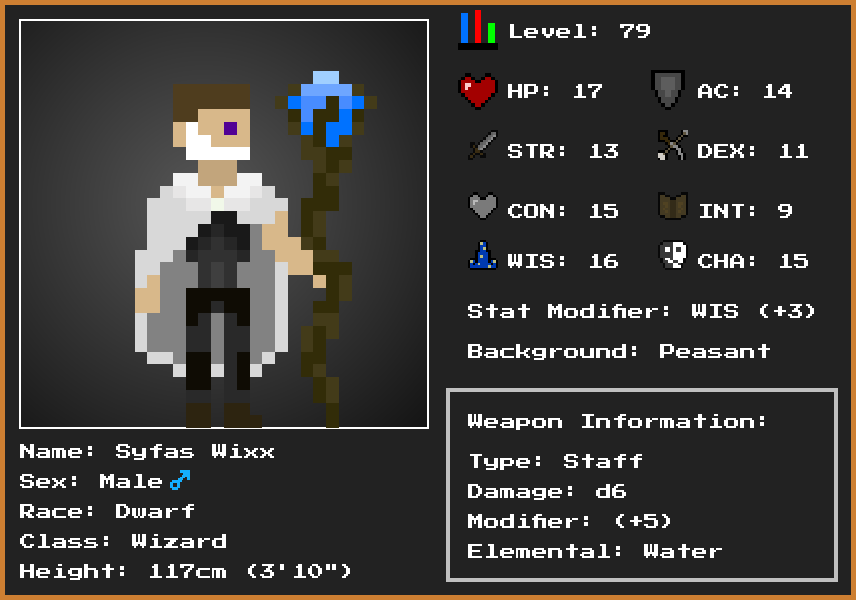 Level: 79
HP: 17
AC: 14
STR: 13
DEX: 11
CON: 15
INT: 9
WIS: 16
CHA: 15
Stat Modifier: WIS (+3)
Background: Peasant
Weapon Information:
Type: Staff
Damage: d6
Modifier: (+5)
Elemental: Water
Name: Syfas Wixx
Sex: Male♂
Race: Dwarf
Class: Wizard
Height: 117cm (3'10")